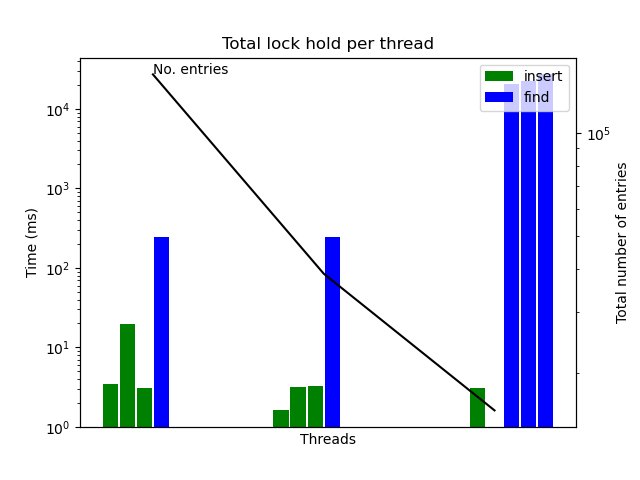 Total lock hold per thread
No. entries
insert
find
10^4
10^3
10^2
10^1
10^0
Time (ms)
10^5
Total number of entries
Threads